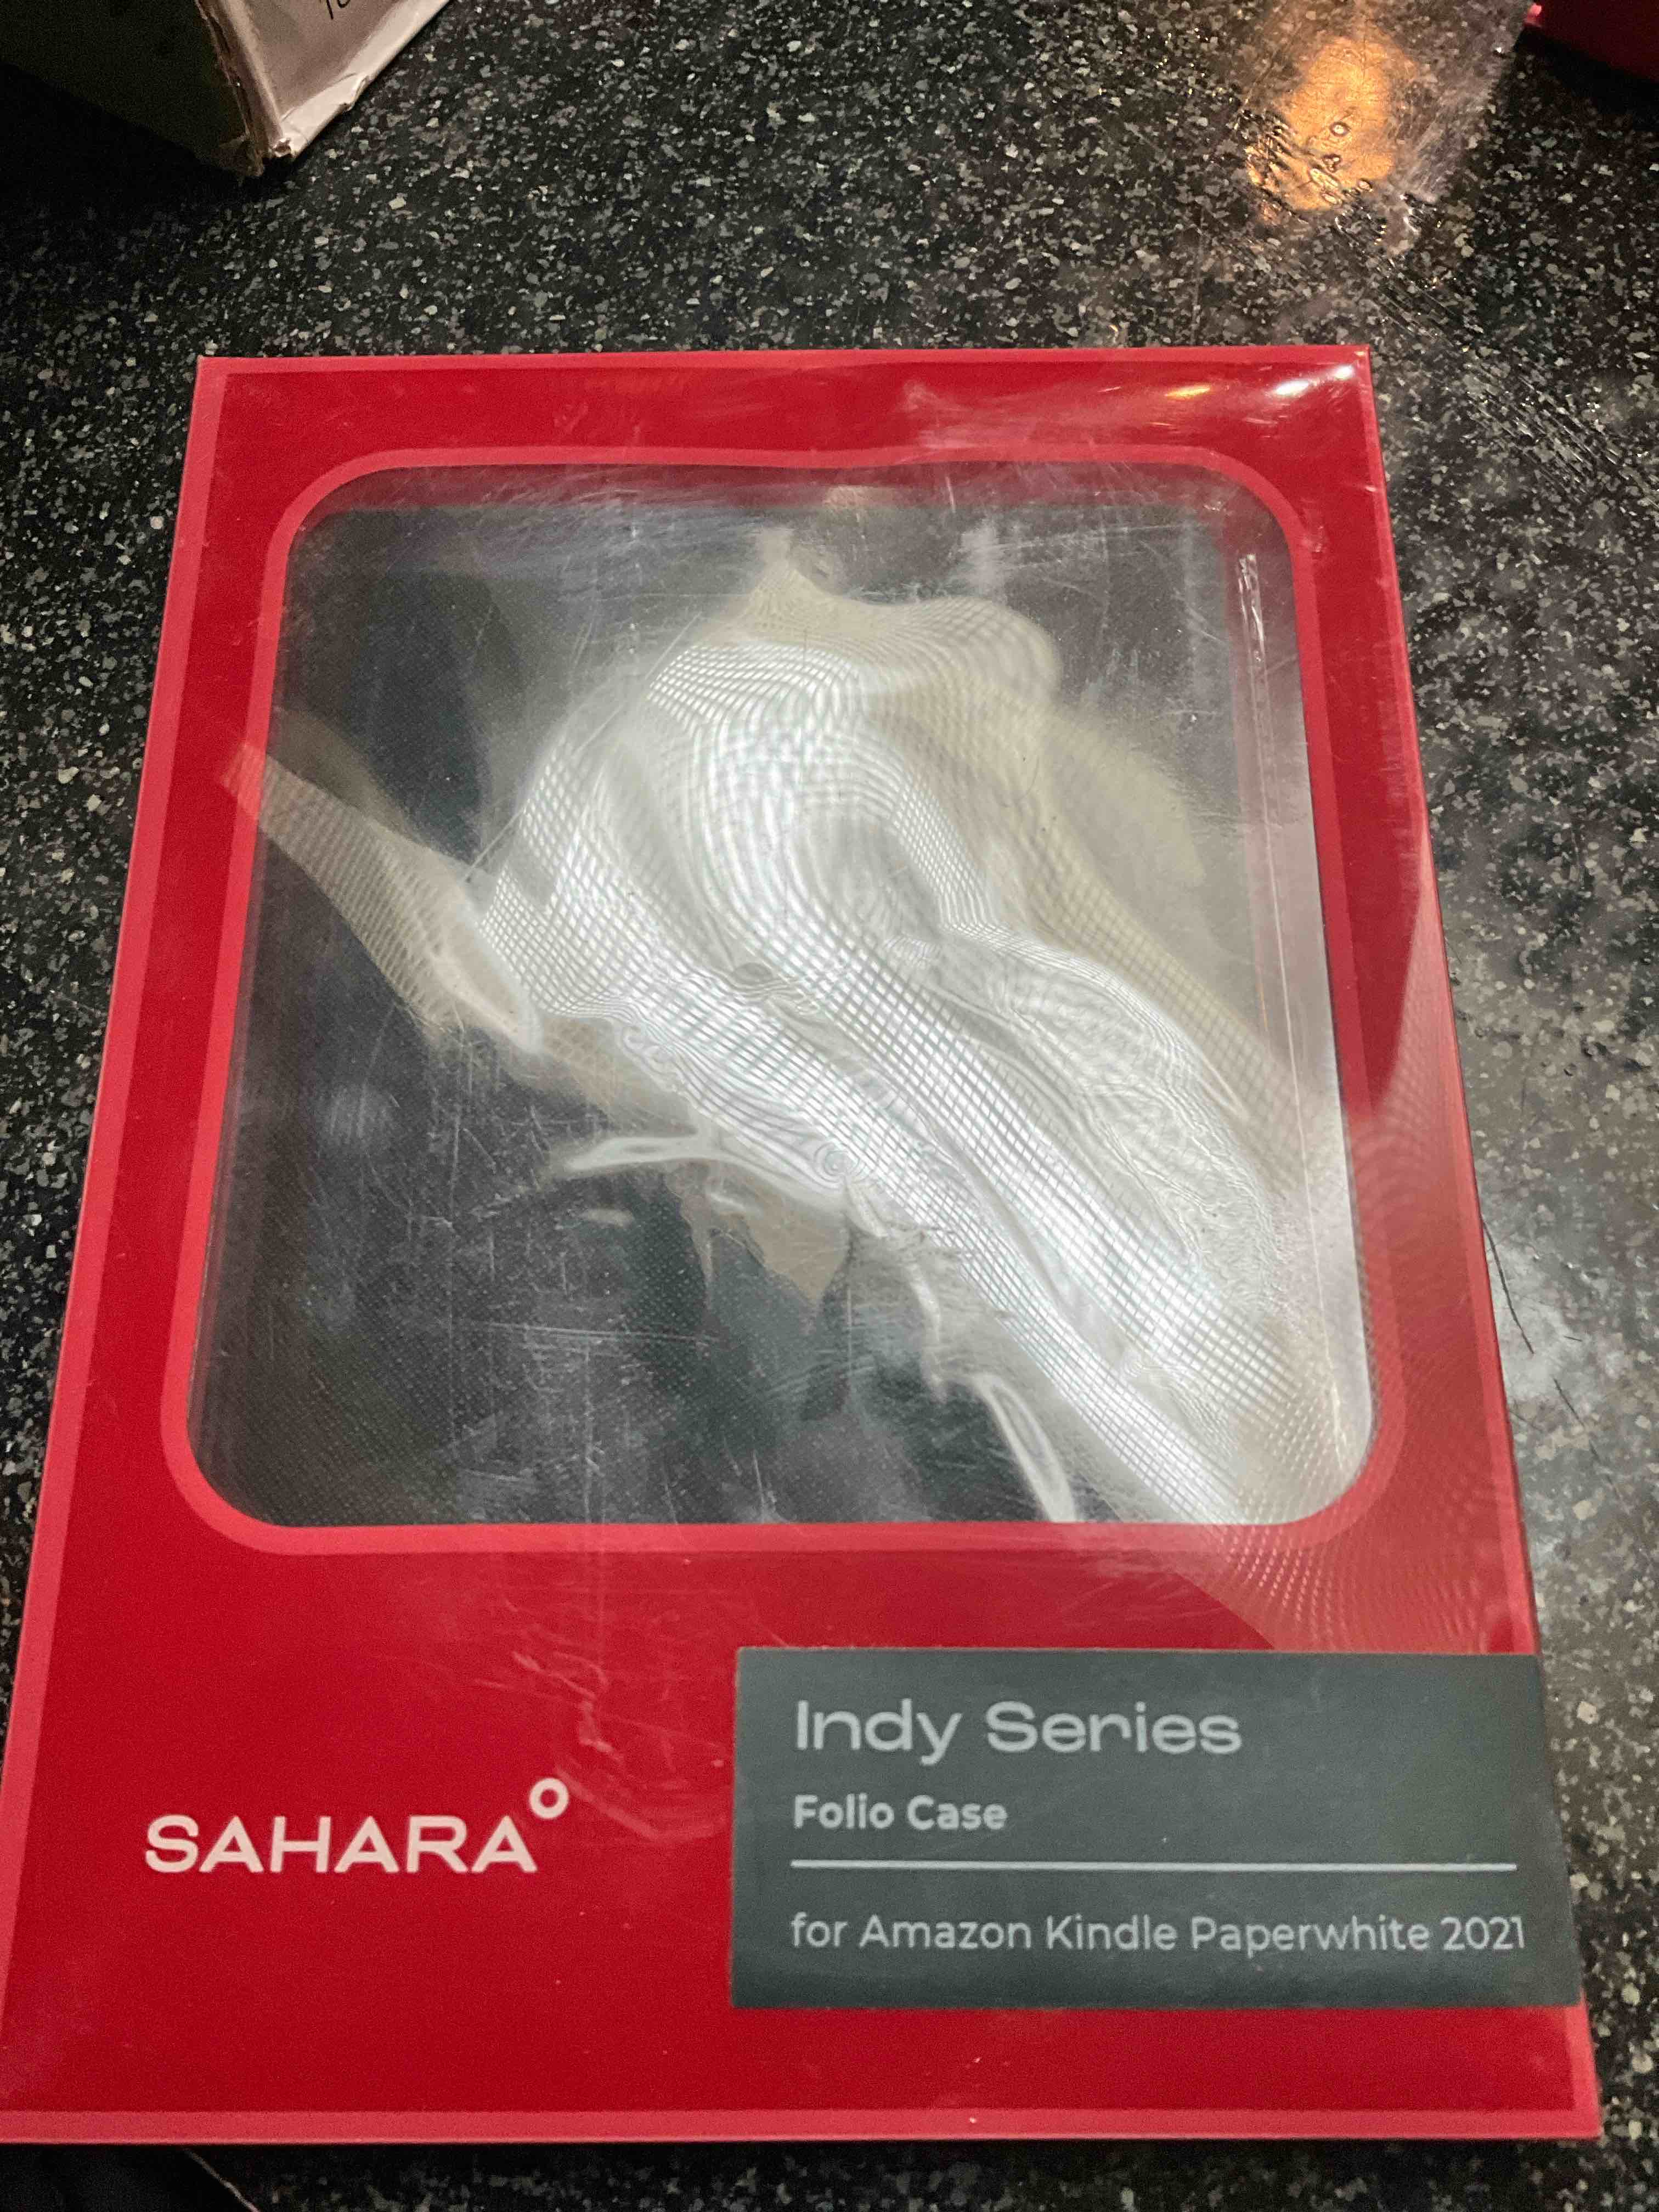 Indy Series
Folio Case
for Amazon Kindle Paperwhite 2021
SAHARA°